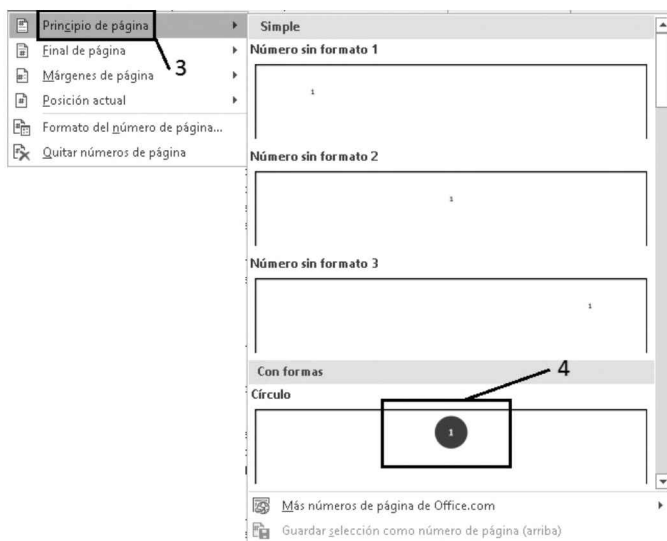 Principio de página
Final de página
Márgenes de página
Posición actual
Formato del número de página...
Quitar números de página
3
Simple
Número sin formato 1
1
Número sin formato 2
1
Número sin formato 3
1
Con formas
4
Círculo
1
Más números de página de Office.com
Guardar selección como número de página (arriba)